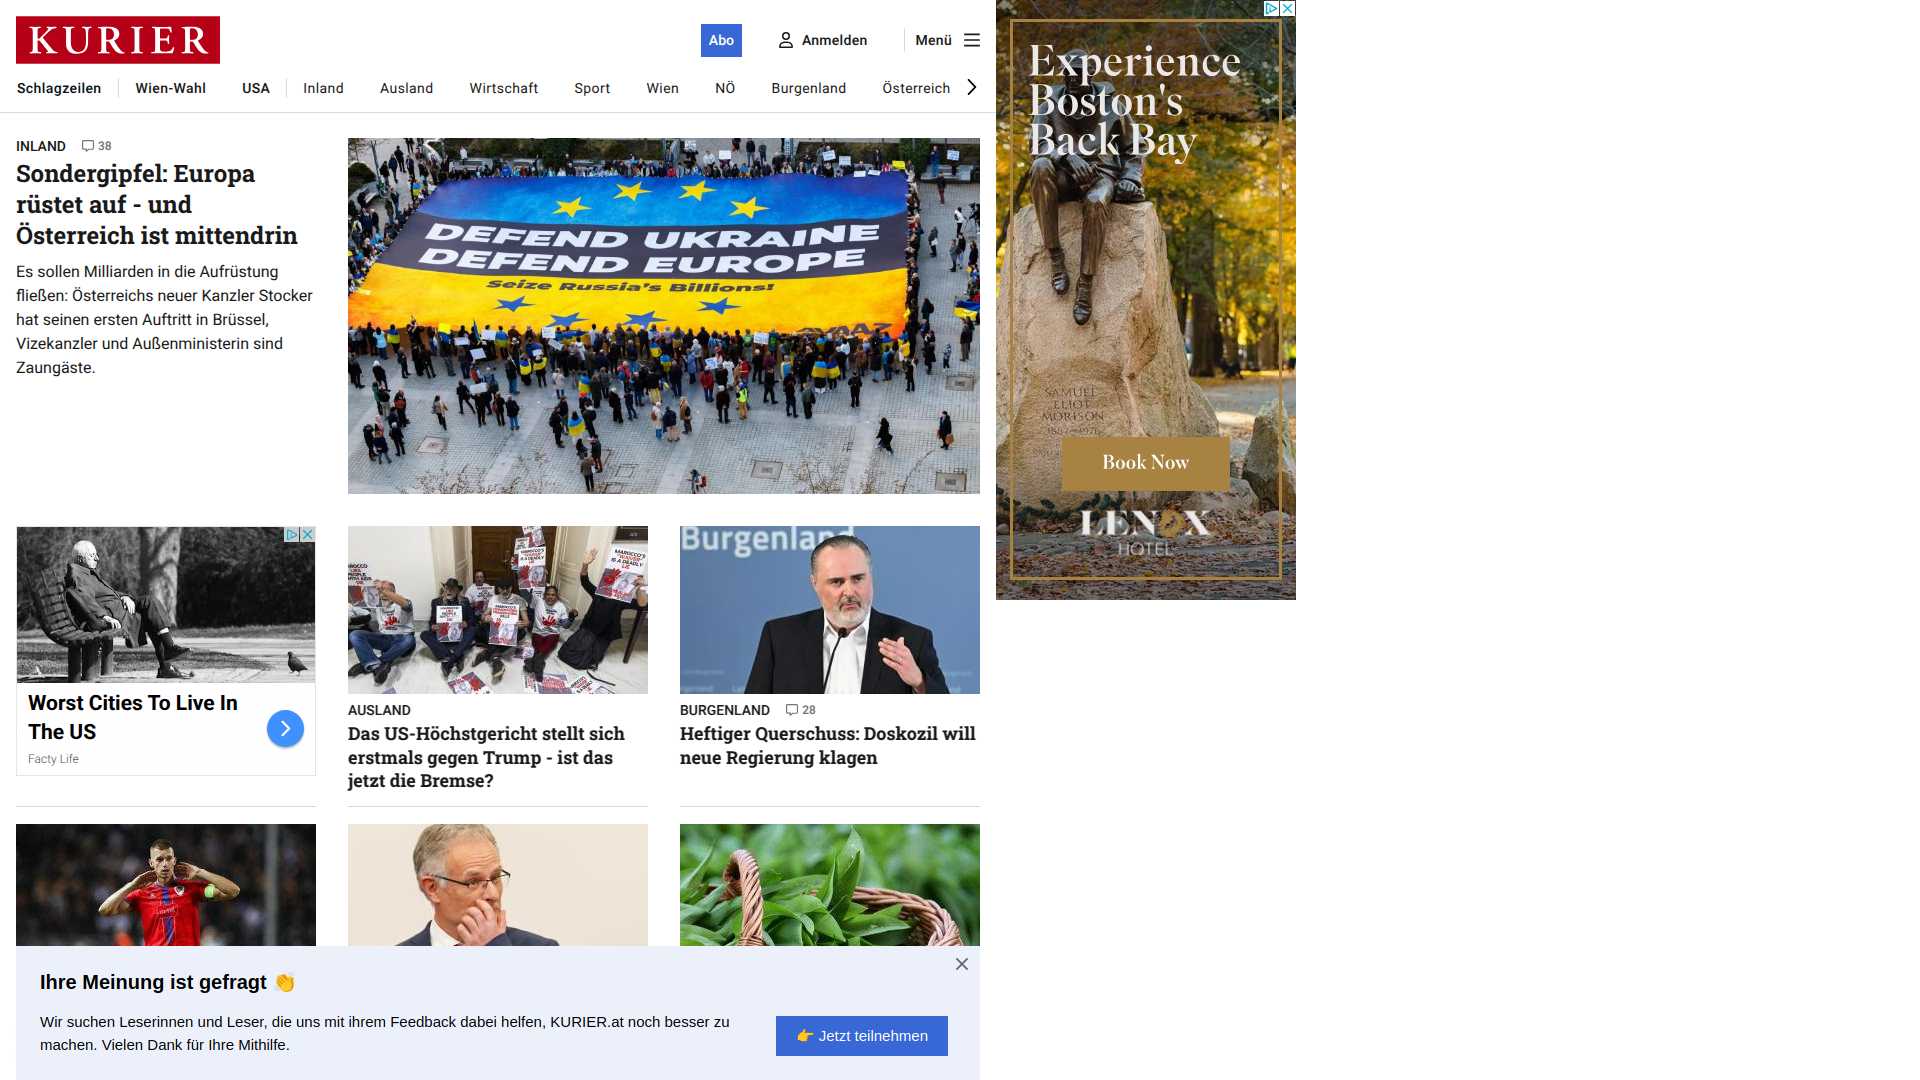 KURIER
Abo
Anmelden
Menü
Schlagzeilen
Wien-Wahl
USA
Inland
Ausland
Wirtschaft
Sport
Wien
NÖ
Burgenland
Österreich
INLAND 38
Sondergipfel: Europa
rüstet auf - und
Österreich ist mittendrin
Es sollen Milliarden in die Aufrüstung
fließen: Österreichs neuer Kanzler Stocker
hat seinen ersten Auftritt in Brüssel,
Vizekanzler und Außenministerin sind
Zaungäste.
DEFEND UKRAINE
DEFEND EUROPE
Seize Russia's Billions!
AVAAZ
Experience
Boston's
Back Bay
SAMUEL
ELIOT
MORISON
1887-1976
Book Now
LENOX
HOTEL
Worst Cities To Live In
The US
Facty Life
AUSLAND
Das US-Höchstgericht stellt sich
erstmals gegen Trump - ist das
jetzt die Bremse?
Burgenland
BURGENLAND 28
Heftiger Querschuss: Doskozil will
neue Regierung klagen
Ihre Meinung ist gefragt 👏
Wir suchen Leserinnen und Leser, die uns mit ihrem Feedback dabei helfen, KURIER.at noch besser zu
machen. Vielen Dank für Ihre Mithilfe.
👉 Jetzt teilnehmen